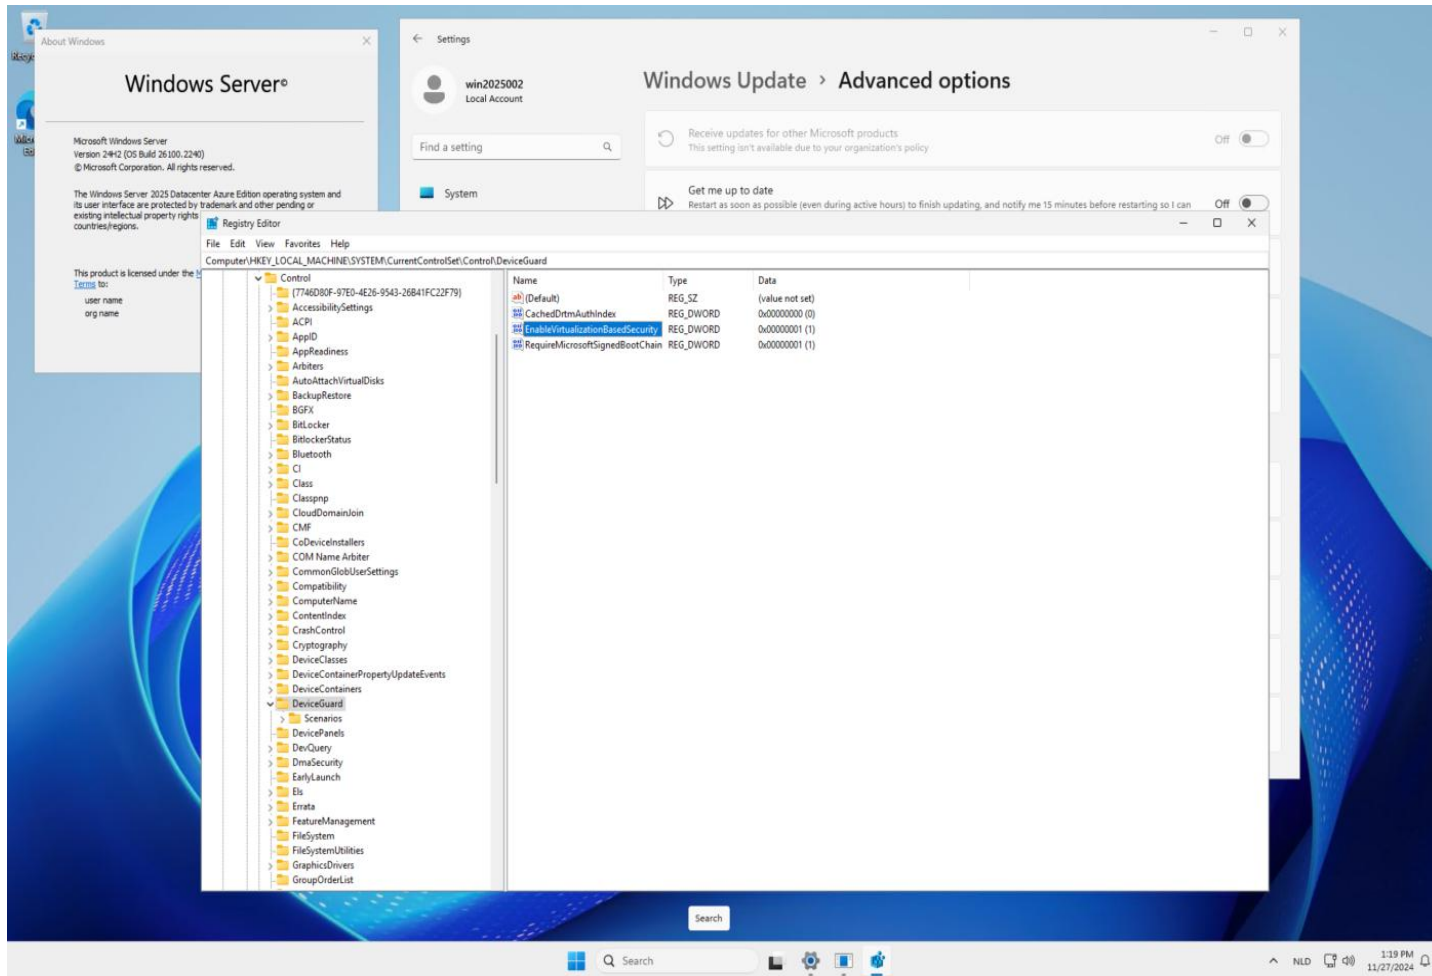 About Windows
Windows Server©
Microsoft Windows Server
Version 24H2 (OS Build 26100.2240)
© Microsoft Corporation. All rights reserved.
The Windows Server 2025 Datacenter Azure Edition operating system and
its user interface are protected by trademark and other pending or
existing intellectual property rights
countries/regions.
This product is licensed under the
Terms to:
user name
org name
Settings
win2025002
Local Account
Find a setting
System
Windows Update > Advanced options
Receive updates for other Microsoft products
This setting isn't available due to your organization's policy
Off
Get me up to date
Restart as soon as possible (even during active hours) to finish updating, and notify me 15 minutes before restarting so I can
Off
Registry Editor
File Edit View Favorites Help
Computer\HKEY_LOCAL_MACHINE\SYSTEM\CurrentControlSet\Control\DeviceGuard
Control
{7746D80F-97E0-4E26-9543-26B41FC22F79}
AccessibilitySettings
ACPI
AppID
AppReadiness
Arbiters
AutoAttachVirtualDisks
BackupRestore
BGFX
BitLocker
BitlockerStatus
Bluetooth
CI
Class
Classpnp
CloudDomainJoin
CMF
CoDeviceInstallers
COM Name Arbiter
CommonGlobUserSettings
Compatibility
ComputerName
ContentIndex
CrashControl
Cryptography
DeviceClasses
DeviceContainerPropertyUpdateEvents
DeviceContainers
DeviceGuard
Scenarios
DevicePanels
DevQuery
DmaSecurity
EarlyLaunch
Els
Errata
FeatureManagement
FileSystem
FileSystemUtilities
GraphicsDrivers
GroupOrderList
Name Type Data
(Default) REG_SZ (value not set)
CachedDrtmAuthIndex REG_DWORD 0x00000000 (0)
EnableVirtualizationBasedSecurity REG_DWORD 0x00000001 (1)
RequireMicrosoftSignedBootChain REG_DWORD 0x00000001 (1)
Search
Search
NLD
1:19 PM
11/27/2024